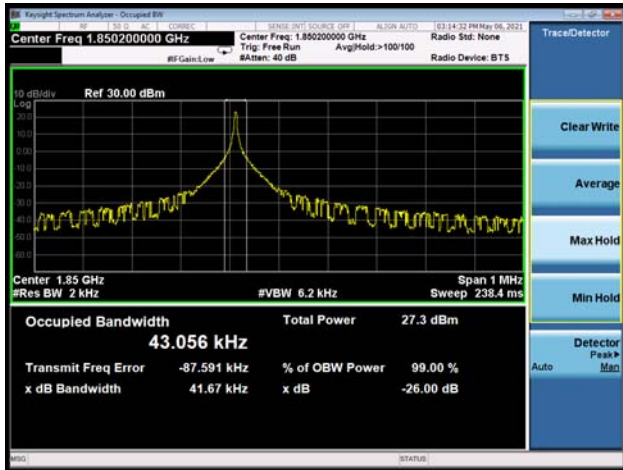 Keysight Spectrum Analyzer - Occupied BW
RF 50 Ω AC CORREC SENSE:INT SOURCE OFF ALIGN AUTO 03:14:32 PM May 06, 2021
Center Freq 1.850200000 GHz
Center Freq: 1.850200000 GHz
Radio Std: None
Trace/Detector
Trig: Free Run Avg|Hold:>100/100
#IFGain:Low #Atten: 40 dB Radio Device: BTS
10 dB/div Ref 30.00 dBm
Log
20.0
10.0
0.00
-10.0
-20.0
-30.0
-40.0
-50.0
-60.0
Center 1.85 GHz Span 1 MHz
#Res BW 2 kHz #VBW 6.2 kHz Sweep 238.4 ms
Occupied Bandwidth Total Power 27.3 dBm
43.056 kHz
Transmit Freq Error -87.591 kHz % of OBW Power 99.00 %
x dB Bandwidth 41.67 kHz x dB -26.00 dB
Clear Write
Average
Max Hold
Min Hold
Detector
Peak▶
Auto Man
MSG STATUS